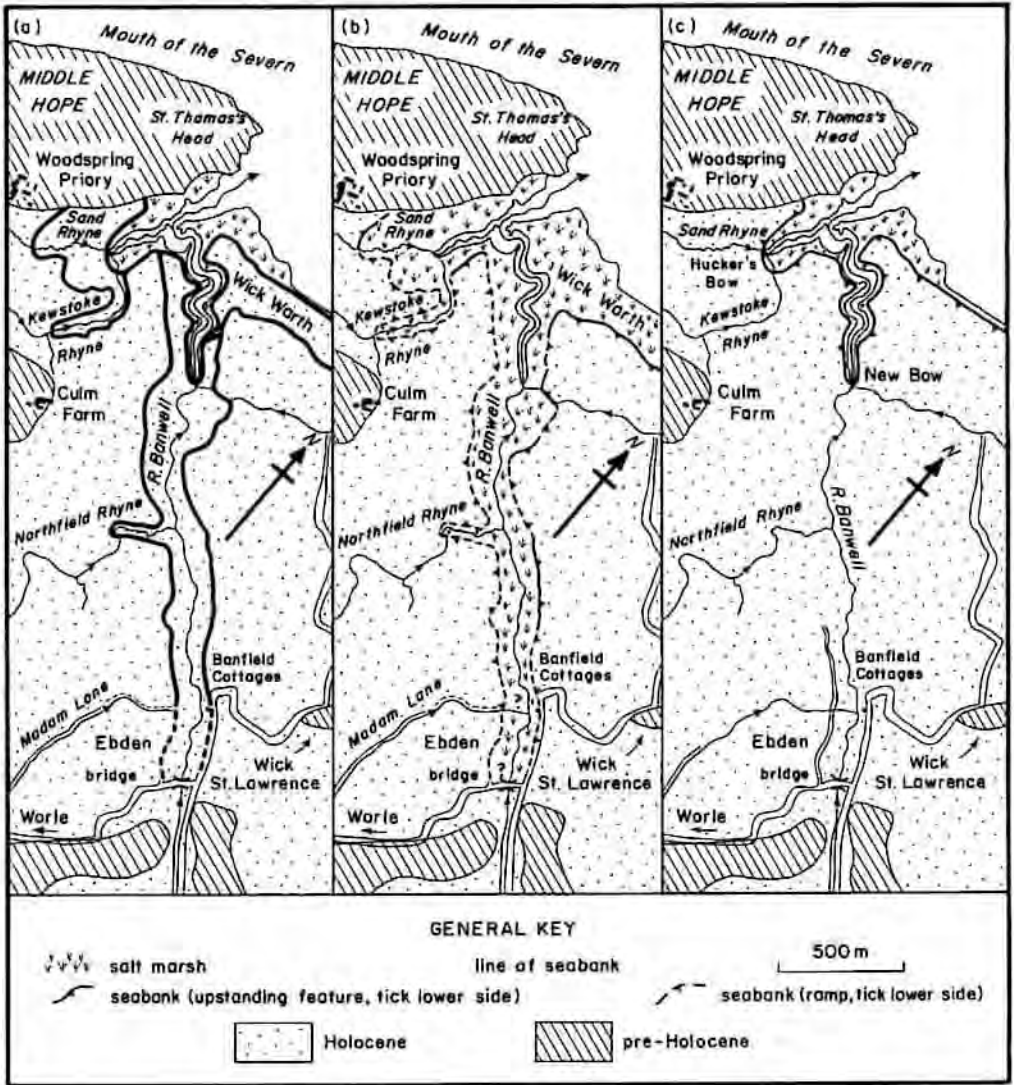 (a)
Mouth of the Severn
MIDDLE
HOPE
St. Thomas's
Head
Woodspring
Priory
Sand
Rhyne
Wick Warth
Kewstoke
Rhyne
Culm
Farm
R. Banwell
N
Northfield Rhyne
Banfield
Cottages
Madam Lane
Ebden
bridge
Wick
St. Lawrence
Worle
(b)
Mouth of the Severn
MIDDLE
HOPE
St. Thomas's
Head
Woodspring
Priory
Sand
Rhyne
Wick Warth
Kewstoke
Rhyne
Culm
Farm
R. Banwell
N
Northfield Rhyne
Banfield
Cottages
Madam Lane
Ebden
bridge
?
Wick
St. Lawrence
Worle
(c)
Mouth of the Severn
MIDDLE
HOPE
St. Thomas's
Head
Woodspring
Priory
Sand Rhyne
Hucker's
Bow
Kewstoke
Rhyne
New Bow
Culm
Farm
N
Northfield Rhyne
R. Banwell
Banfield
Cottages
Ebden
bridge
Wick
St. Lawrence
Worle
GENERAL KEY
salt marsh
line of seabank
500 m
seabank (upstanding feature, tick lower side)
seabank (ramp, tick lower side)
Holocene
pre-Holocene